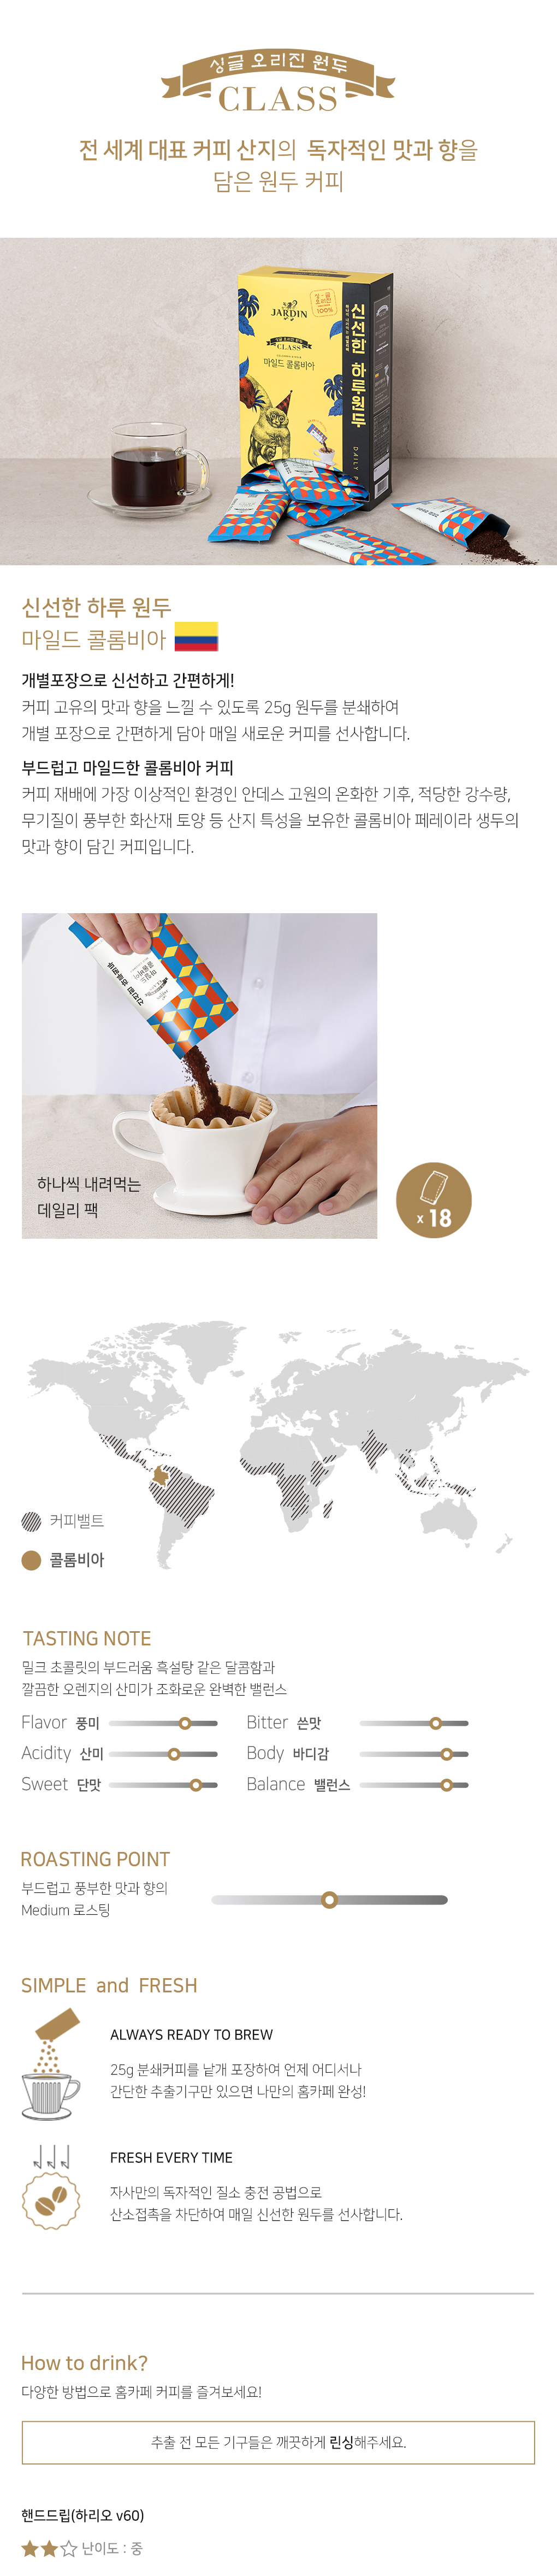 싱글 오리진 원두
CLASS
전 세계 대표 커피 산지의 독자적인 맛과 향을
담은 원두 커피
JARDIN
싱글
오리진
100%
CLASS
마일드 콜롬비아
신선한 하루원두
신선한 하루 원두
마일드 콜롬비아
개별포장으로 신선하고 간편하게!
커피 고유의 맛과 향을 느낄 수 있도록 25g 원두를 분쇄하여
개별 포장으로 간편하게 담아 매일 새로운 커피를 선사합니다.
부드럽고 마일드한 콜롬비아 커피
커피 재배에 가장 이상적인 환경인 안데스 고원의 온화한 기후, 적당한 강수량,
무기질이 풍부한 화산재 토양 등 산지 특성을 보유한 콜롬비아 페레이라 생두의
맛과 향이 담긴 커피입니다.
하나씩 내려먹는
데일리 팩
x 18
커피밸트
콜롬비아
TASTING NOTE
밀크 초콜릿의 부드러움 흑설탕 같은 달콤함과
깔끔한 오렌지의 산미가 조화로운 완벽한 밸런스
Flavor 풍미
Bitter 쓴맛
Acidity 산미
Body 바디감
Sweet 단맛
Balance 밸런스
ROASTING POINT
부드럽고 풍부한 맛과 향의
Medium 로스팅
SIMPLE and FRESH
ALWAYS READY TO BREW
25g 분쇄커피를 낱개 포장하여 언제 어디서나
간단한 추출기구만 있으면 나만의 홈카페 완성!
FRESH EVERY TIME
자사만의 독자적인 질소 충전 공법으로
산소접촉을 차단하여 매일 신선한 원두를 선사합니다.
How to drink?
다양한 방법으로 홈카페 커피를 즐겨보세요!
추출 전 모든 기구들은 깨끗하게 린싱해주세요.
핸드드립(하리오 v60)
난이도 : 중